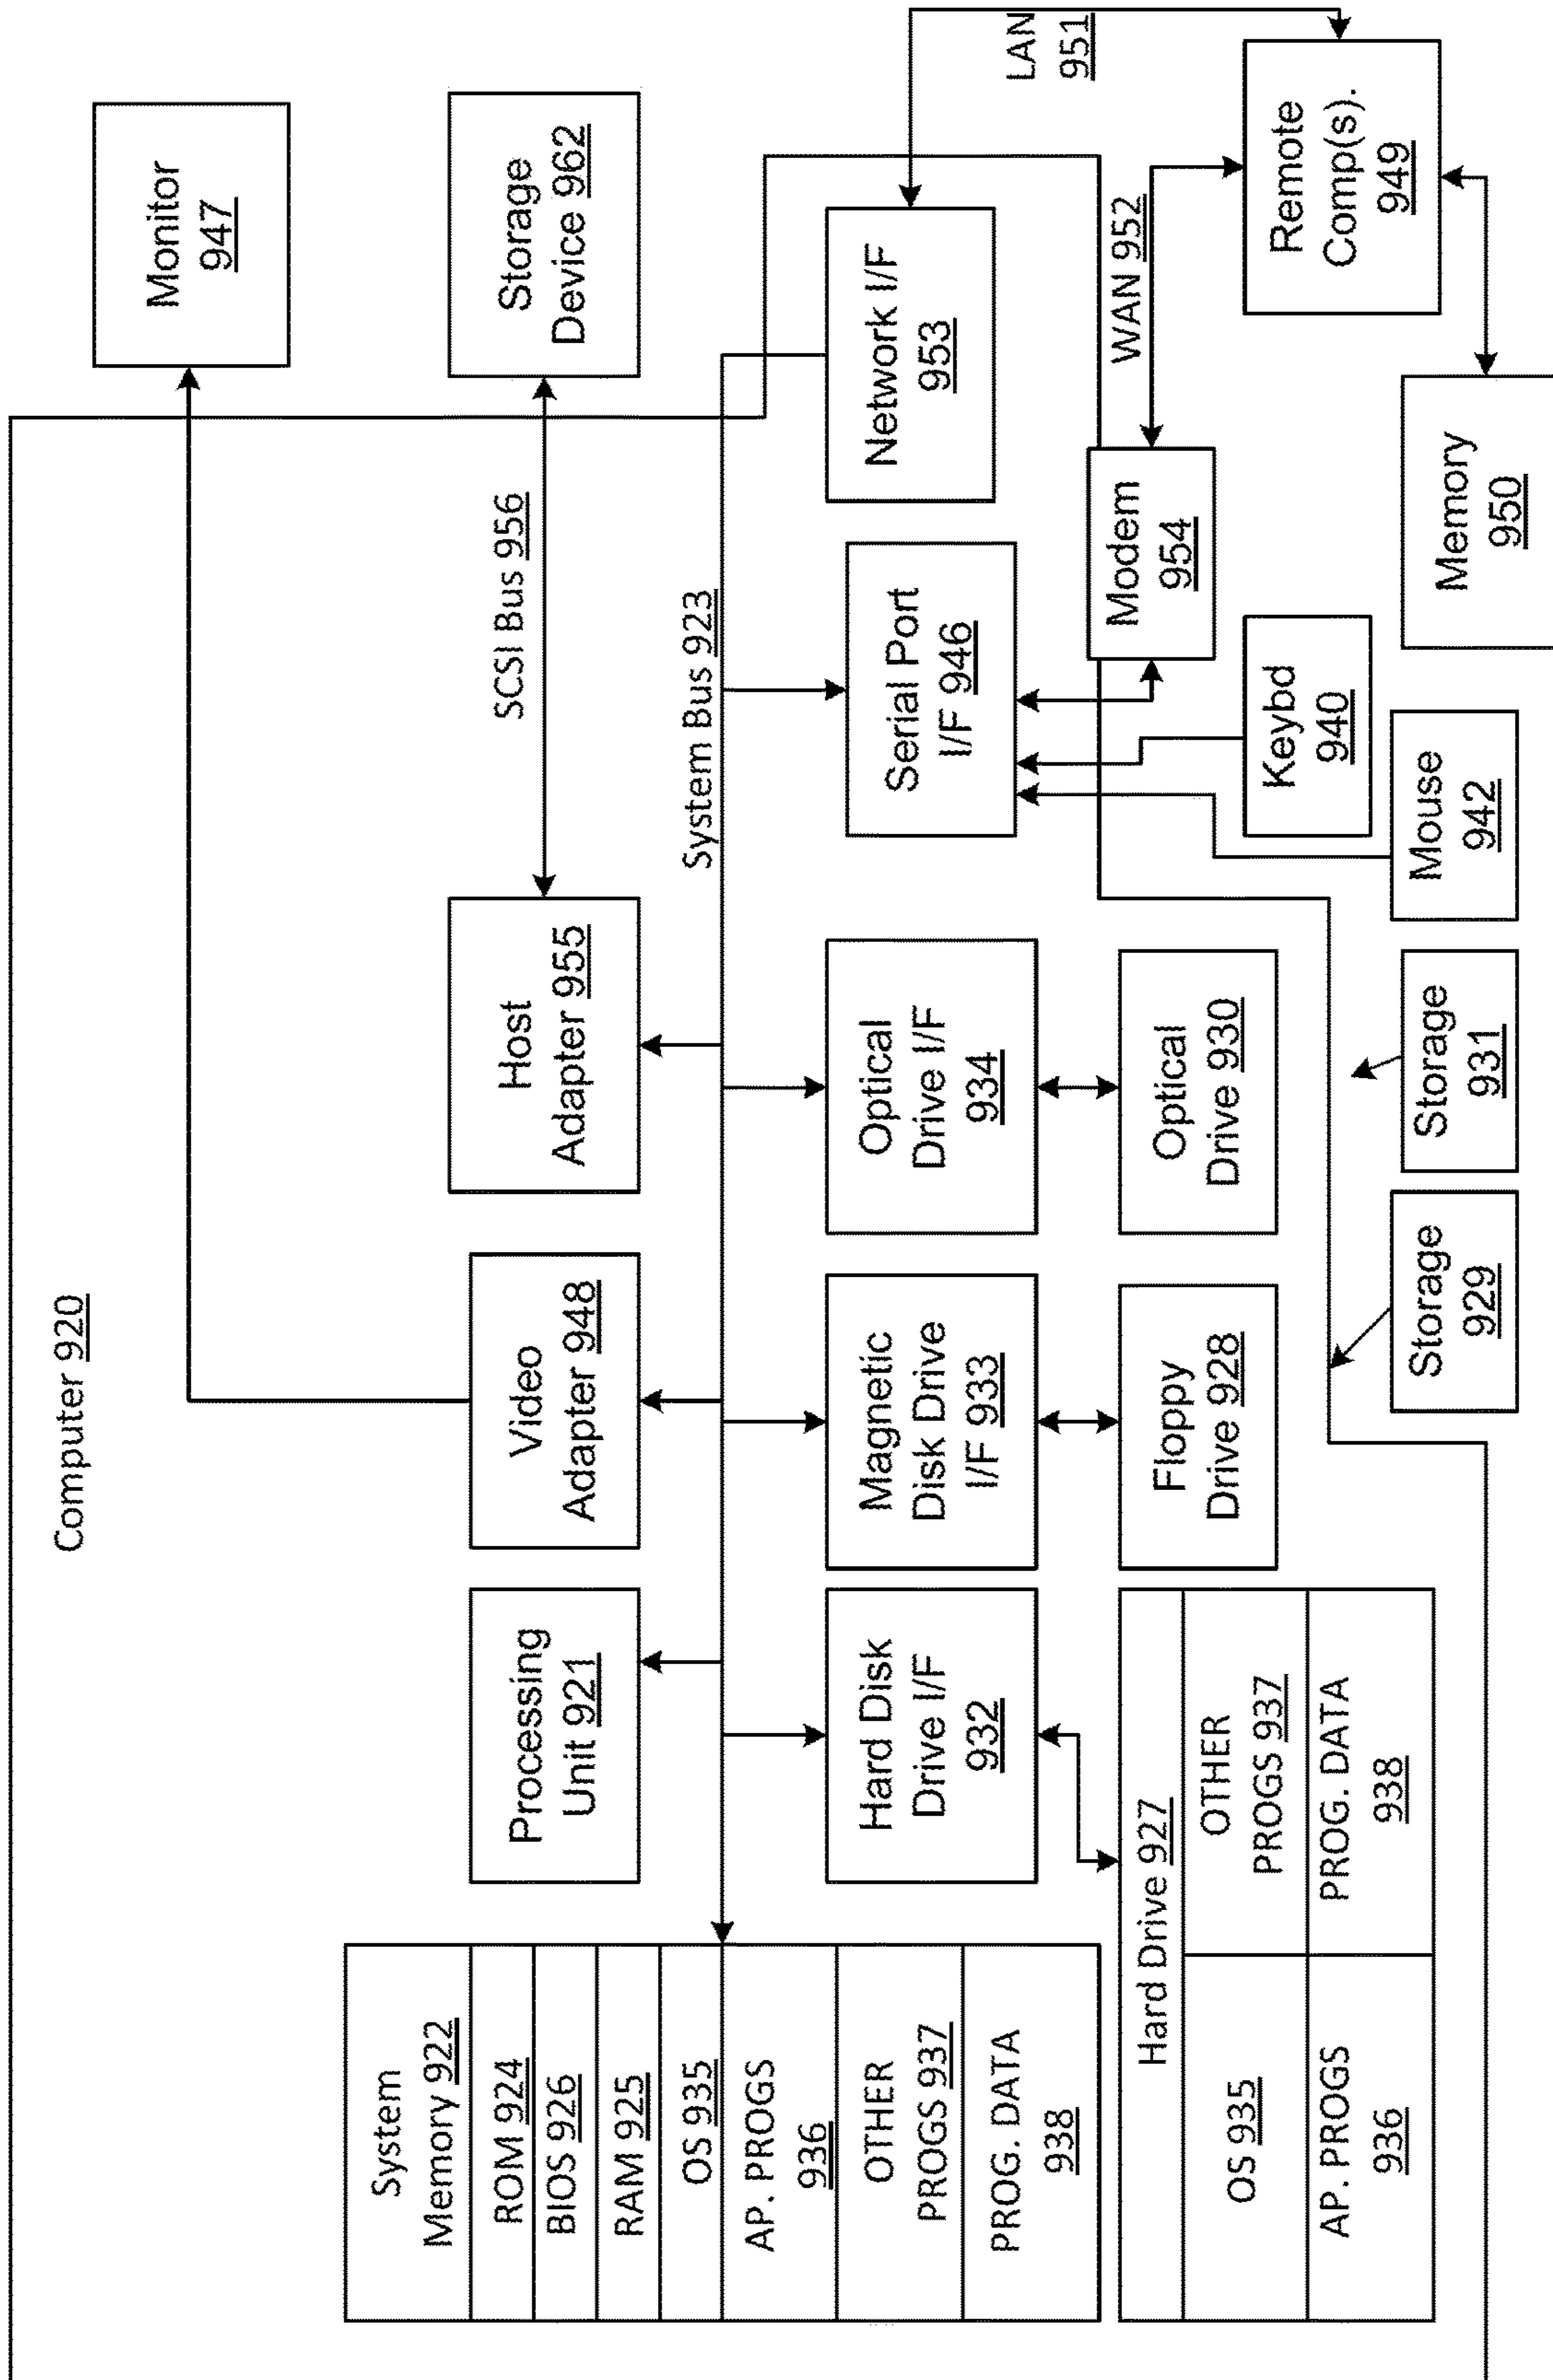 Computer 920
Monitor
947
System
Memory 922
ROM 924
BIOS 926
RAM 925
OS 935
AP. PROGS
936
OTHER
PROGS 937
PROG. DATA
938
Processing
Unit 921
Video
Adapter 948
Host
Adapter 955
SCSI Bus 956
Storage
Device 962
System Bus 923
Hard Disk
Drive I/F
932
Magnetic
Disk Drive
I/F 933
Optical
Drive I/F
934
Serial Port
I/F 946
Network I/F
953
LAN
951
Hard Drive 927
OS 935
OTHER
PROGS 937
AP. PROGS
936
PROG. DATA
938
Floppy
Drive 928
Optical
Drive 930
Modem
954
WAN 952
Remote
Comp(s).
949
Keybd
940
Storage
929
Storage
931
Mouse
942
Memory
950